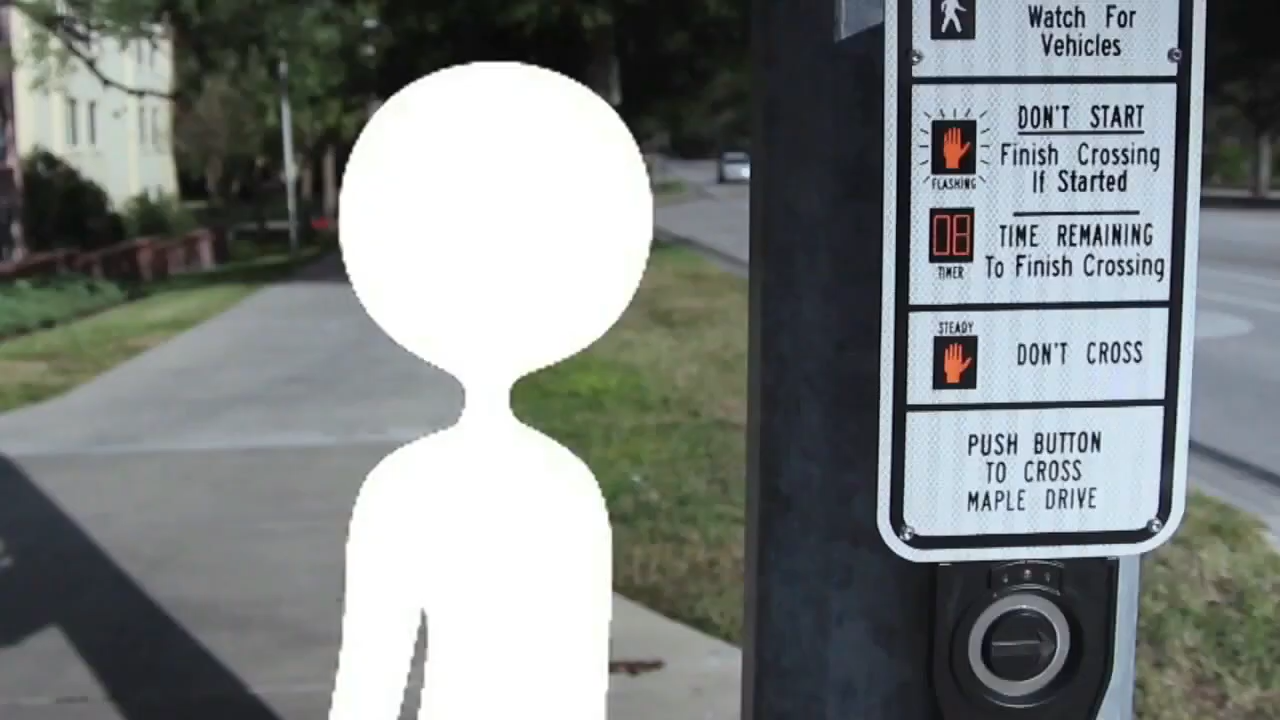 Watch For
Vehicles
DON'T START
Finish Crossing
If Started
FLASHING
08
TIME REMAINING
To Finish Crossing
TIMER
STEADY
DON'T CROSS
PUSH BUTTON
TO CROSS
MAPLE DRIVE